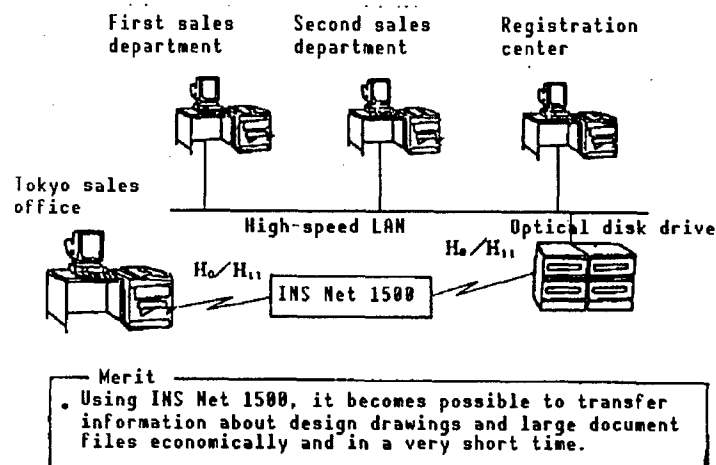 First sales
department
Second sales
department
Registration
center
Tokyo sales
office
High-speed LAN
Optical disk drive
H₀/H₁₁
INS Net 1500
H₀/H₁₁
Merit
. Using INS Net 1500, it becomes possible to transfer
information about design drawings and large document
files economically and in a very short time.